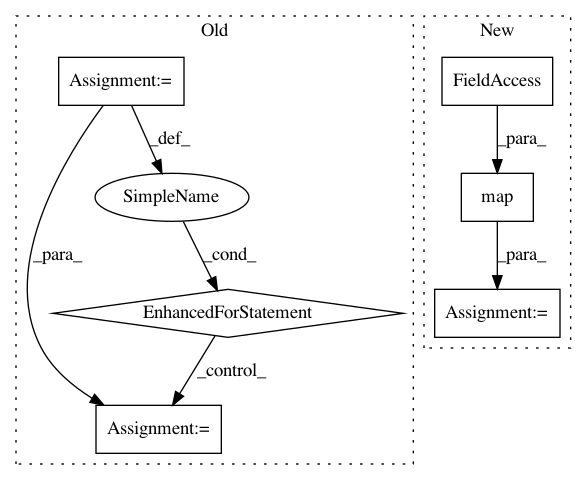 Old
New
Assignment:=
FieldAccess
_def_
_para_
SimpleName
map
_para_
_cond_
_para_
EnhancedForStatement
Assignment:=
_control_
Assignment:=